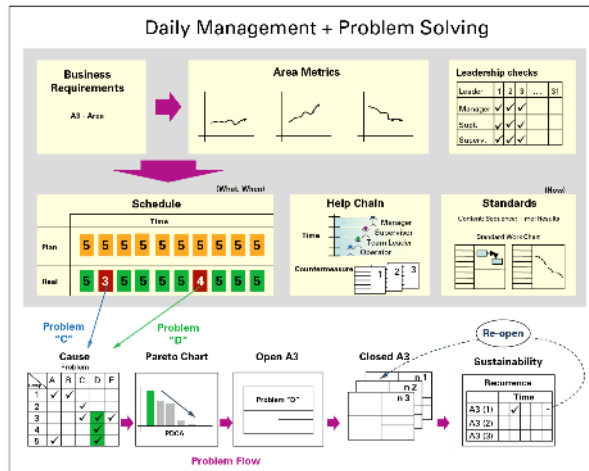 Daily Management + Problem Solving
Business
Requirements
A3 - Area
Area Metrics
Leadership checks
Leader 1 2 3 ... 31
Manager ✓ ✓ ✓
Supt. ✓ ✓ ✓
Superv. ✓ ✓ ✓
(What, When)
Schedule
Time
Plan 5 5 5 5 5 5 5 5 5 5
Real 5 3 5 5 5 5 4 5 5 5
Help Chain
Time
Manager
Supervisor
Team Leader
Operator
Countermeasure
1 2 3
(How)
Standards
Content: Sequence: Time: Results
Standard Work Chart
Problem
"C"
Problem
"D"
Cause
Problem
A B C D
1 ✓ ✓
2 ✓
3 ✓ ✓ ✓
4 ✓
5 ✓ ✓
Pareto Chart
PDCA
Open A3
Problem "D"
Closed A3
n 1
n 2
n 3
Re-open
Sustainability
Recurrence
Time
A3 (1) ✓
A3 (2)
A3 (3)
Problem Flow